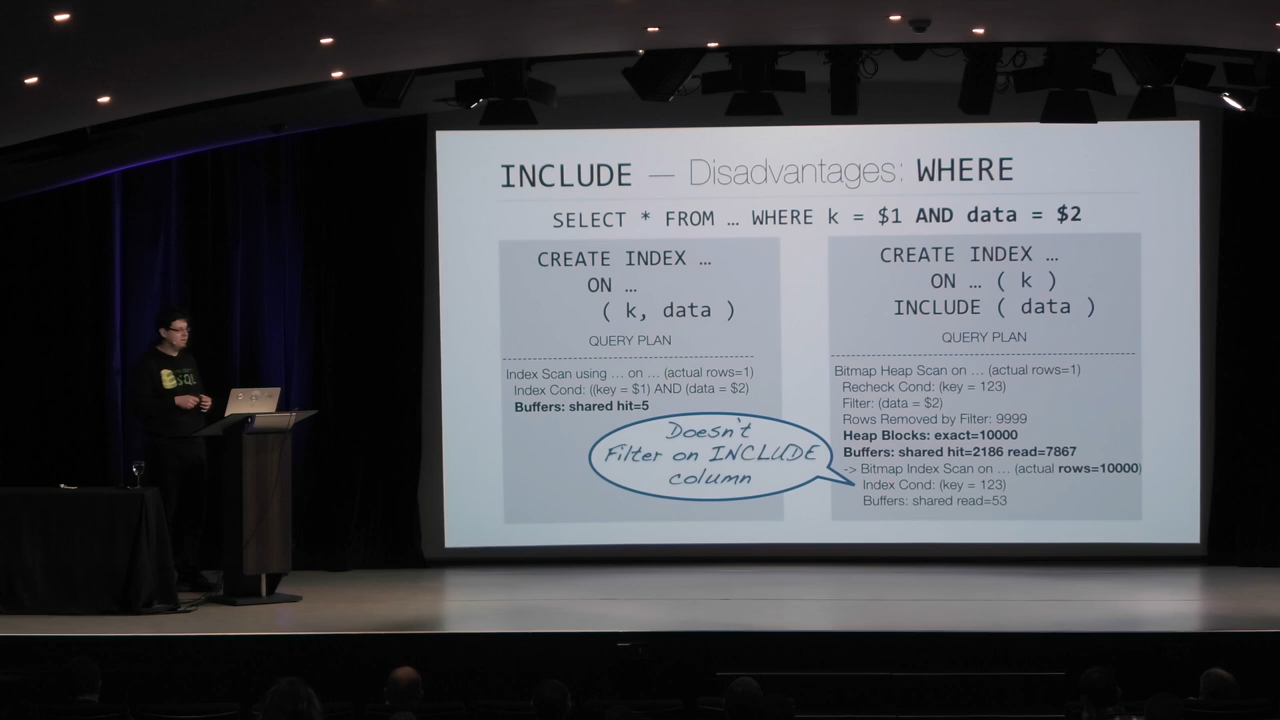 INCLUDE — Disadvantages: WHERE
SELECT * FROM … WHERE k = $1 AND data = $2
CREATE INDEX …
ON …
( k, data )
QUERY PLAN
Index Scan using … on … (actual rows=1)
Index Cond: ((key = $1) AND (data = $2)
Buffers: shared hit=5
CREATE INDEX …
ON … ( k )
INCLUDE ( data )
QUERY PLAN
Bitmap Heap Scan on … (actual rows=1)
Recheck Cond: (key = 123)
Filter: (data = $2)
Rows Removed by Filter: 9999
Heap Blocks: exact=10000
Buffers: shared hit=2186 read=7867
-> Bitmap Index Scan on … (actual rows=10000)
Index Cond: (key = 123)
Buffers: shared read=53
Doesn't
Filter on INCLUDE
column
SQL